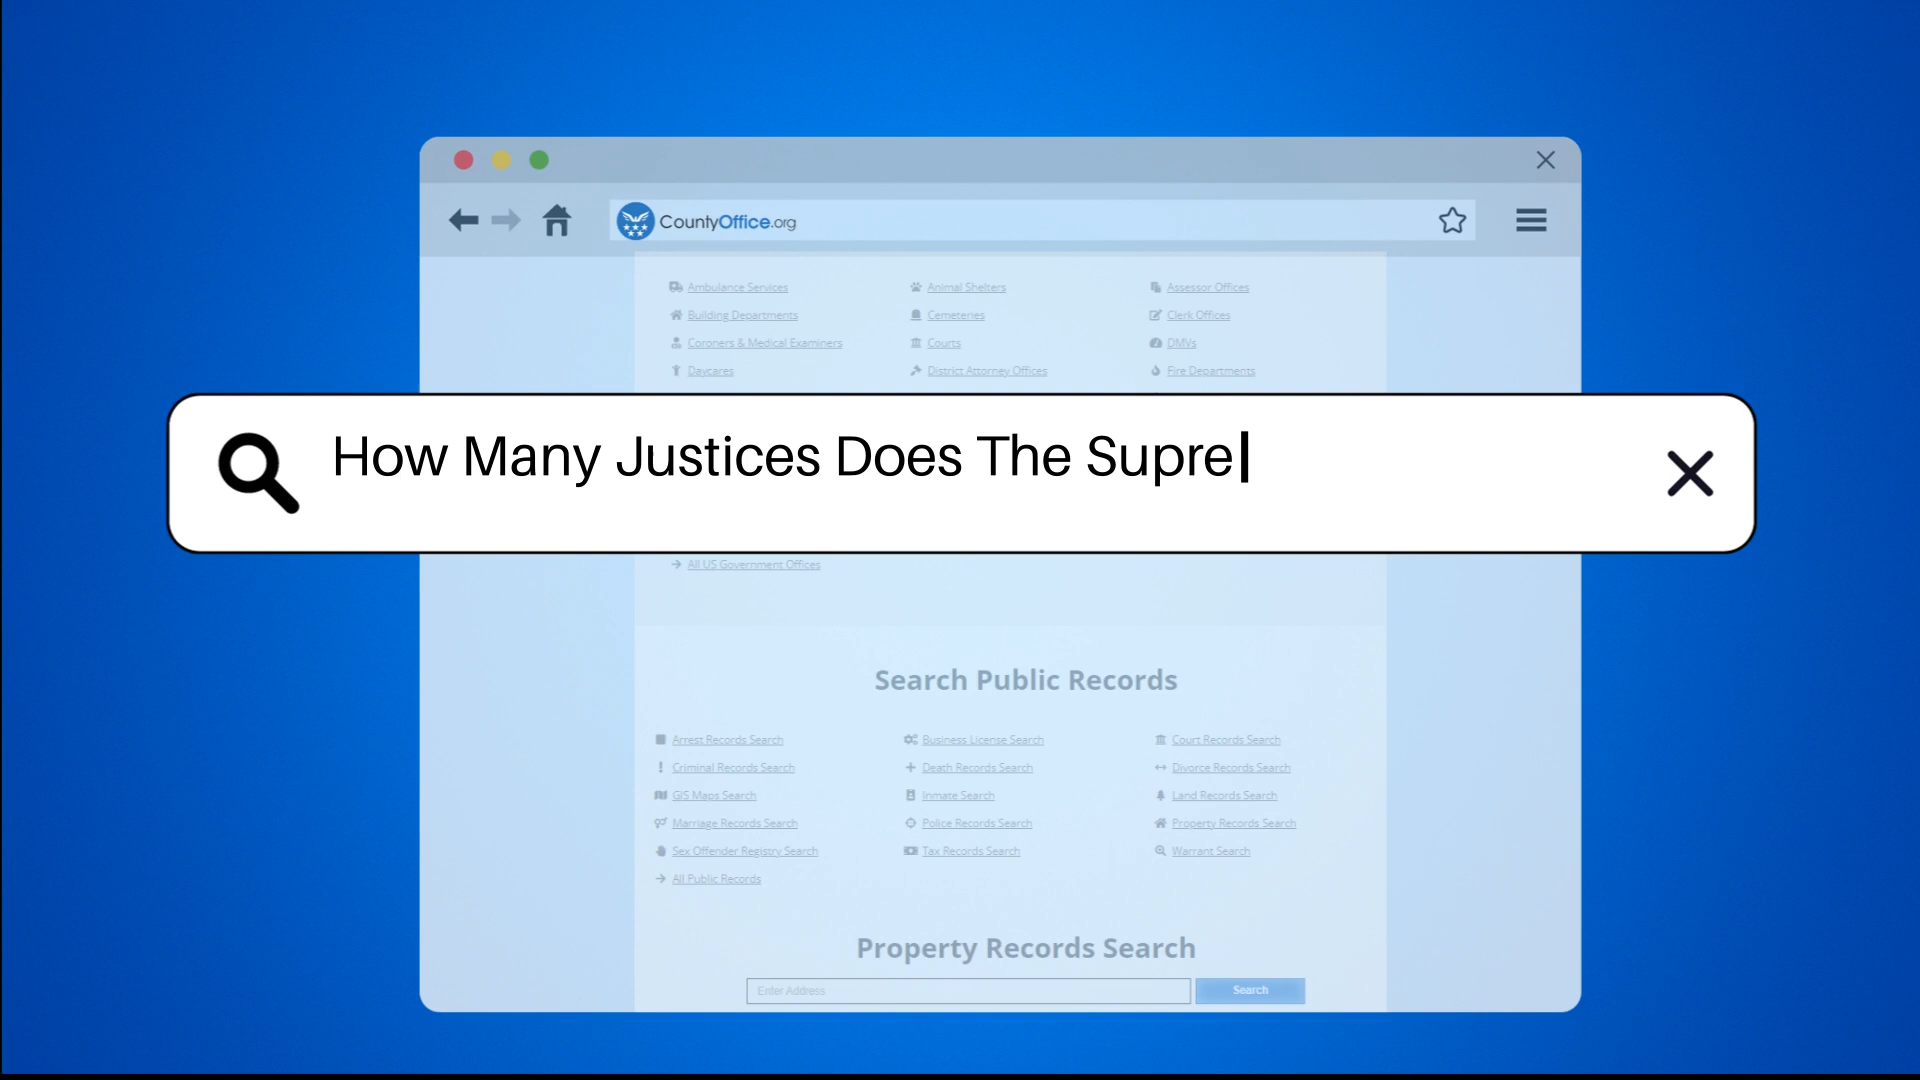 CountyOffice.org
Ambulance Services Animal Shelters Assessor Offices
Building Departments Cemeteries Clerk Offices
Coroners & Medical Examiners Courts DMVs
Daycares District Attorney Offices Fire Departments
How Many Justices Does The Supre
All US Government Offices
Search Public Records
Arrest Records Search Business License Search Court Records Search
Criminal Records Search Death Records Search Divorce Records Search
GIS Maps Search Inmate Search Land Records Search
Marriage Records Search Police Records Search Property Records Search
Sex Offender Registry Search Tax Records Search Warrant Search
All Public Records
Property Records Search
Enter Address Search